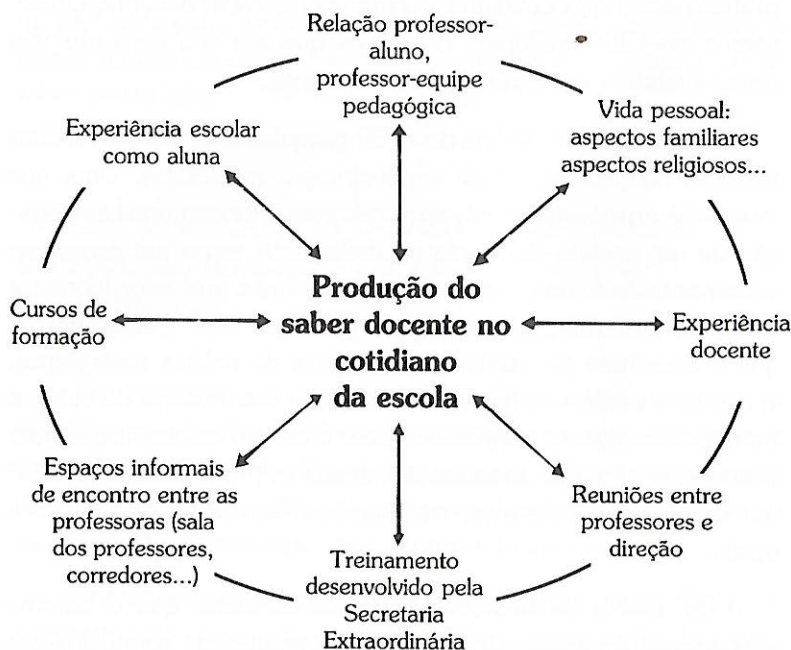 Relação professor-
aluno,
professor-equipe
pedagógica
Vida pessoal:
aspectos familiares
aspectos religiosos...
Experiência
docente
Reuniões entre
professores e
direção
Treinamento
desenvolvido pela
Secretaria
Extraordinária
Espaços informais
de encontro entre as
professoras (sala
dos professores,
corredores...)
Cursos de
formação
Experiência escolar
como aluna
Produção do
saber docente no
cotidiano
da escola